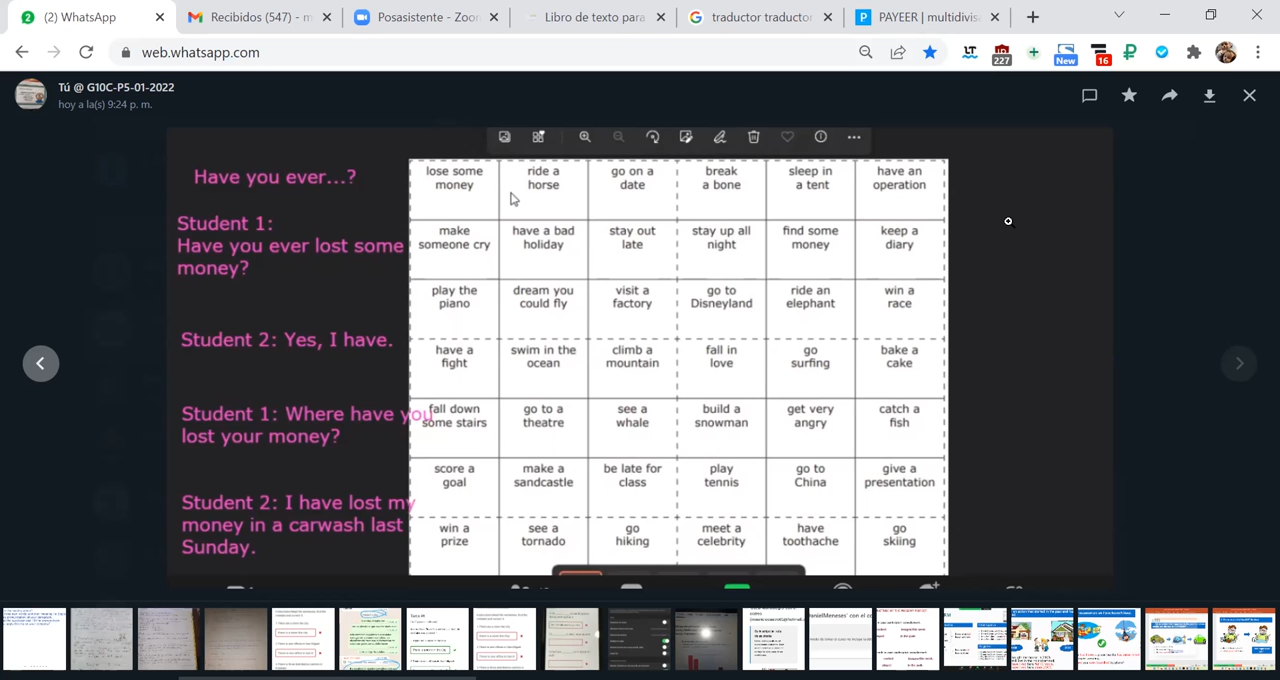 (2) WhatsApp
Recibidos (547) - m
Posasistente - Zoom
Libro de texto para
traductor traductor
PAYEER | multidivis
web.whatsapp.com
227
New
16
Tú @ G10C-P5-01-2022
hoy a la(s) 9:24 p. m.
Have you ever...?
Student 1:
Have you ever lost some
money?
Student 2: Yes, I have.
Student 1: Where have you
lost your money?
Student 2: I have lost my
money in a carwash last
Sunday.
lose some
money
ride a
horse
go on a
date
break
a bone
sleep in
a tent
have an
operation
make
someone cry
have a bad
holiday
stay out
late
stay up all
night
find some
money
keep a
diary
play the
piano
dream you
could fly
visit a
factory
go to
Disneyland
ride an
elephant
win a
race
have a
fight
swim in the
ocean
climb a
mountain
fall in
love
go
surfing
bake a
cake
fall down
some stairs
go to a
theatre
see a
whale
build a
snowman
get very
angry
catch a
fish
score a
goal
make a
sandcastle
be late for
class
play
tennis
go to
China
give a
presentation
win a
prize
see a
tornado
go
hiking
meet a
celebrity
have
toothache
go
skiing